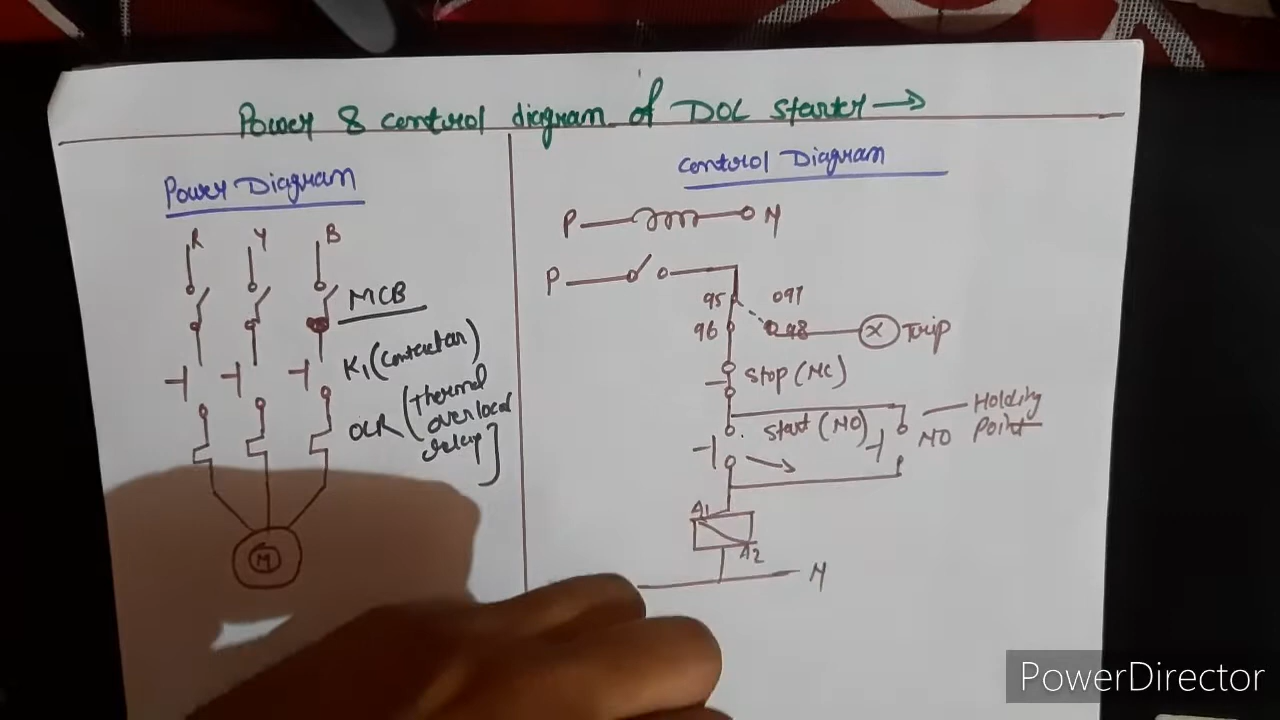 Power & control diagram of DOL starter →
Power Diagram
R Y B
MCB
K1 (Contactor)
OLR (Thermal
overload
relay]
M
Control Diagram
P N
P
95 097
96 98 Trip
Stop (NC)
Start (NO)
NO
Holding
Point
A1
A2
N
PowerDirector